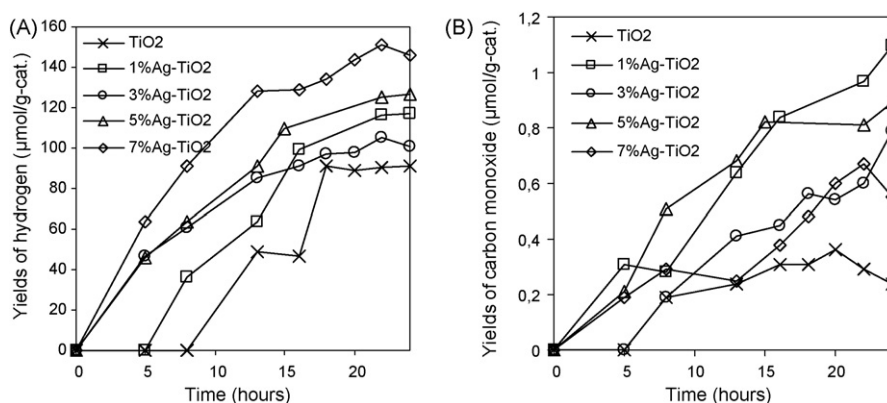 (A)
Yields of hydrogen (µmol/g-cat.)
160
140
120
100
80
60
40
20
0
TiO2
1%Ag-TiO2
3%Ag-TiO2
5%Ag-TiO2
7%Ag-TiO2
0 5 10 15 20
Time (hours)
(B)
Yields of carbon monoxide (µmol/g-cat.)
1,2
1
0,8
0,6
0,4
0,2
0
TiO2
1%Ag-TiO2
3%Ag-TiO2
5%Ag-TiO2
7%Ag-TiO2
0 5 10 15 20
Time (hours)